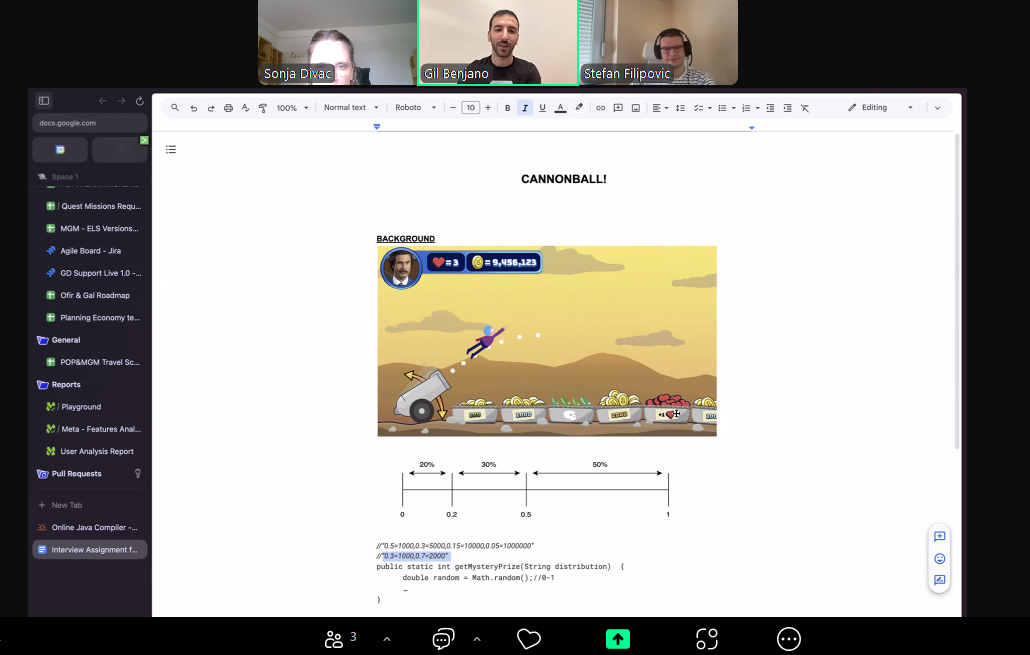 Sonja Divac
Gil Benjano
Stefan Filipovic
100%
Normal text
Roboto
10
B
I
U
A
Editing
docs.google.com
Space 1
/ Quest Missions Requ...
MGM - ELS Versions...
Agile Board - Jira
GD Support Live 1.0 -...
Ofir & Gal Roadmap
Planning Economy te...
General
POP&MGM Travel Sc...
Reports
/ Playground
/ Meta - Features Anal...
User Analysis Report
Pull Requests
+ New Tab
Online Java Compiler -...
Interview Assignment f...
CANNONBALL!
BACKGROUND
= 3
= 9,456,123
1000
2000
+1
20%
30%
50%
0
0.2
0.5
1
//"0.5=1000,0.3=5000,0.15=10000,0.05=1000000"
//"0.3=1000,0.7=2000"
public static int getMysteryPrize(String distribution) {
double random = Math.random();//0-1
}
3